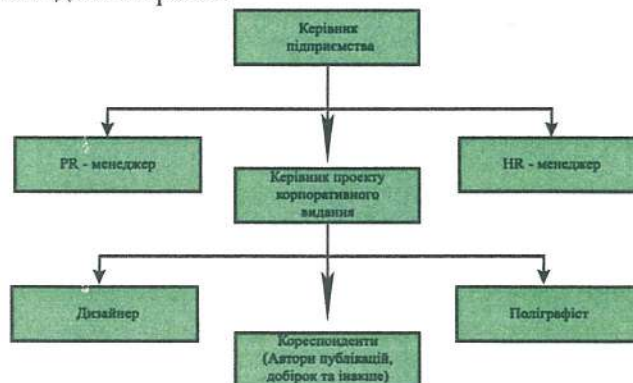 Керівник
підприємства
PR - менеджер
HR - менеджер
Керівник проекту
корпоративного
видання
Дизайнер
Поліграфіст
Кореспонденти
(Автори публікацій,
добірок та інакше)